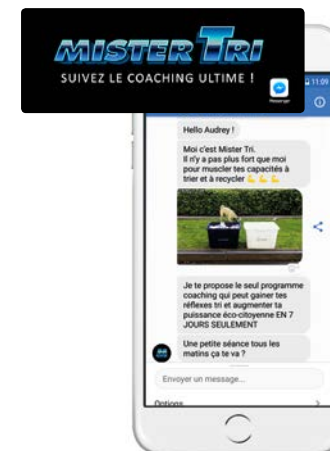 MISTER TRI
SUIVEZ LE COACHING ULTIME !
Messenger
11:09
Hello Audrey !
Moi c'est Mister Tri.
Il n'y a pas plus fort que moi
pour muscler tes capacités à
trier et à recycler 💪 💪 💪
Je te propose le seul programme
coaching qui peut gainer tes
réflexes tri et augmenter ta
puissance éco-citoyenne EN 7
JOURS SEULEMENT
Une petite séance tous les
matins ça te va ?
Envoyer un message...
Options